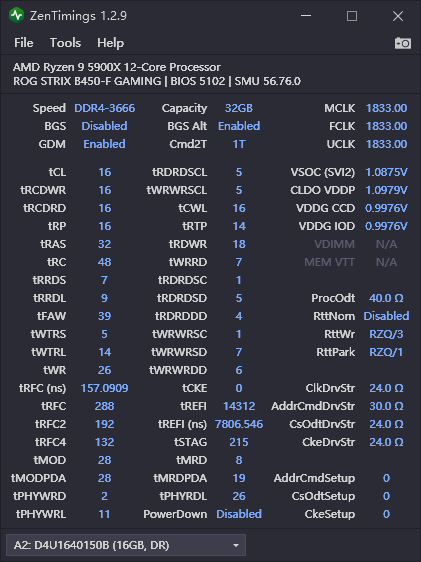 ZenTimings 1.2.9
File Tools Help
AMD Ryzen 9 5900X 12-Core Processor
ROG STRIX B450-F GAMING | BIOS 5102 | SMU 56.76.0
Speed DDR4-3666 Capacity 32GB MCLK 1833.00
BGS Disabled BGS Alt Enabled FCLK 1833.00
GDM Enabled Cmd2T 1T UCLK 1833.00
tCL 16 tRDRDSCL 5 VSOC (SVI2) 1.0875V
tRCDWR 16 tWRWRSCL 5 CLDO VDDP 1.0979V
tRCDRD 16 tCWL 16 VDDG CCD 0.9976V
tRP 16 tRTP 14 VDDG IOD 0.9976V
tRAS 32 tRDWR 18 VDIMM N/A
tRC 48 tWRRD 7 MEM VTT N/A
tRRDS 7 tRDRDSC 1
tRRDL 9 tRDRDSD 5 ProcOdt 40.0 Ω
tFAW 39 tRDRDDD 4 RttNom Disabled
tWTRS 5 tWRWRSC 1 RttWr RZQ/3
tWTRL 14 tWRWRSD 7 RttPark RZQ/1
tWR 26 tWRWRDD 6
tRFC (ns) 157.0909 tCKE 0 ClkDrvStr 24.0 Ω
tRFC 288 tREFI 14312 AddrCmdDrvStr 30.0 Ω
tRFC2 192 tREFI (ns) 7806.546 CsOdtDrvStr 24.0 Ω
tRFC4 132 tSTAG 215 CkeDrvStr 24.0 Ω
tMOD 28 tMRD 8
tMODPDA 28 tMRDPDA 19 AddrCmdSetup 0
tPHYWRD 2 tPHYRDL 26 CsOdtSetup 0
tPHYWRL 11 PowerDown Disabled CkeSetup 0
A2: D4U1640150B (16GB, DR)